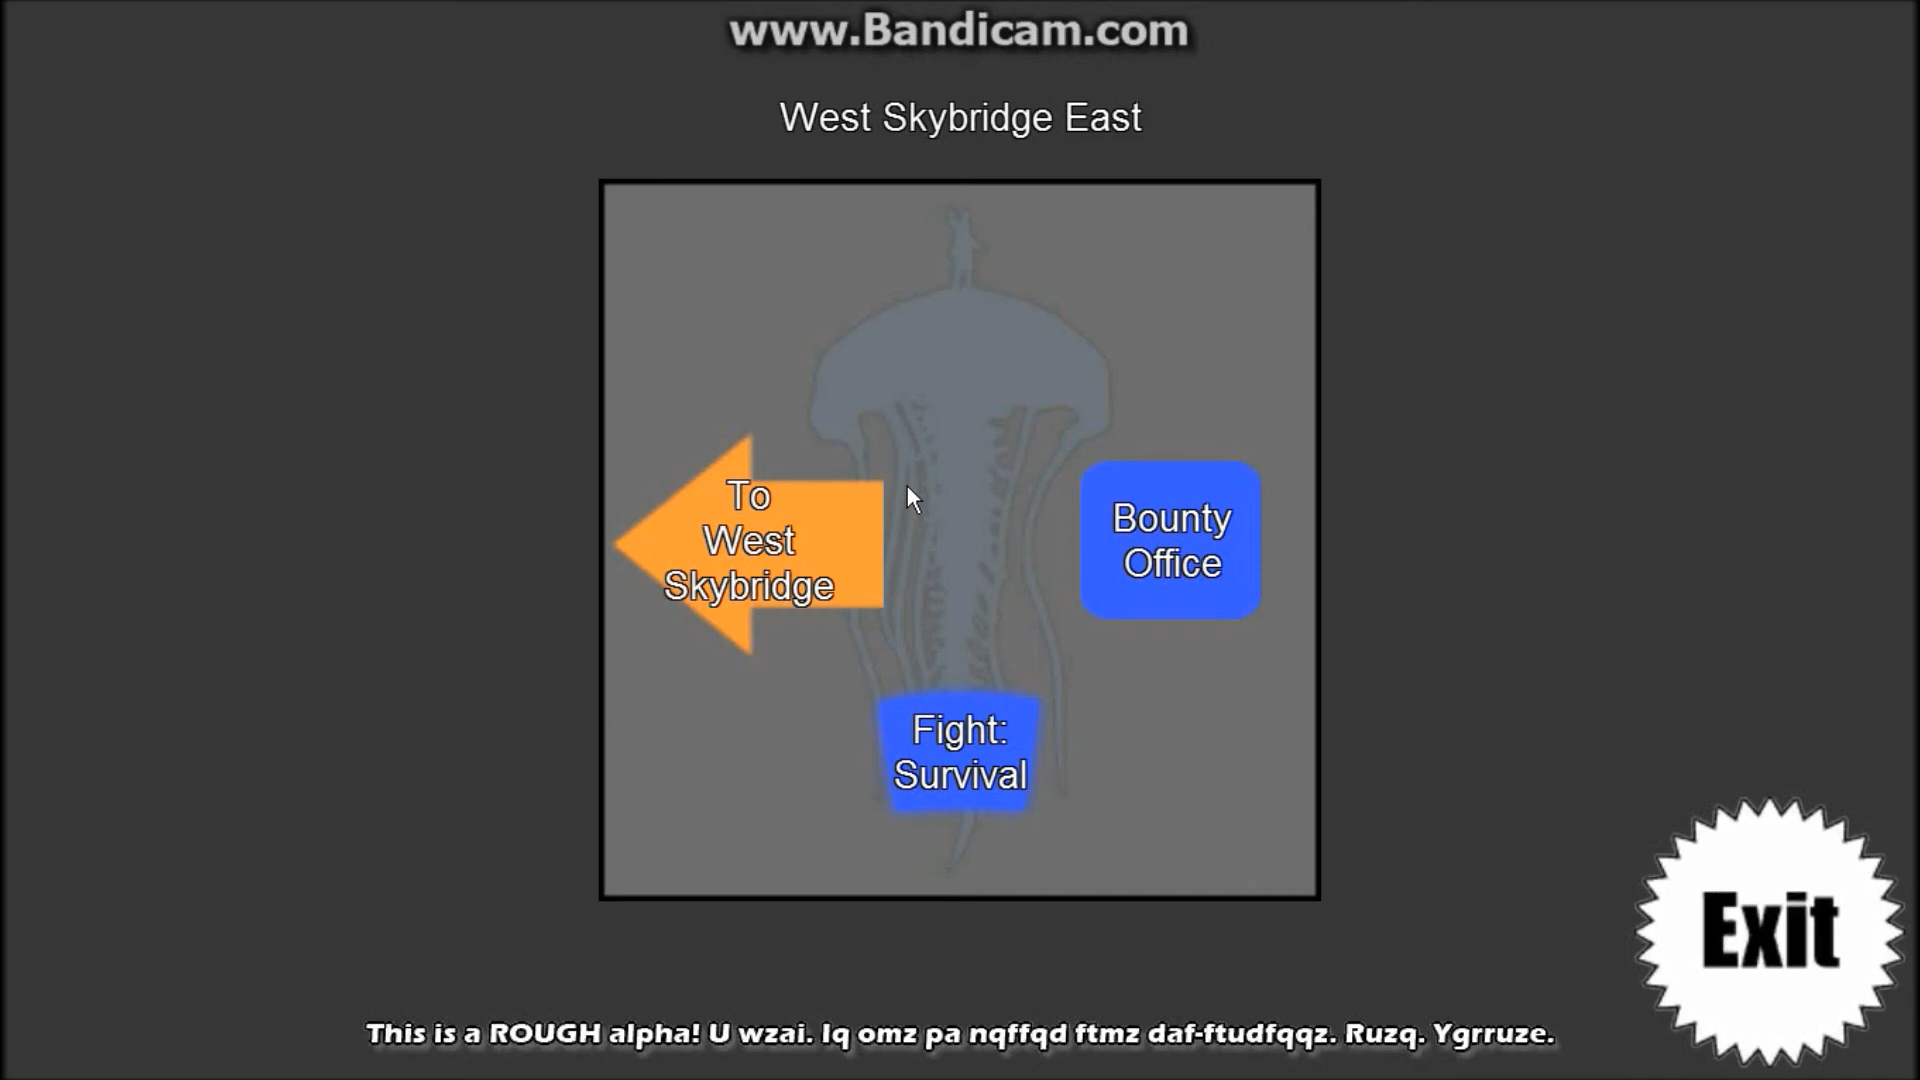 www.Bandicam.com
West Skybridge East
To
West
Skybridge
Bounty
Office
Fight:
Survival
Exit
This is a ROUGH alpha! U wzai. Iq omz pa nqffqd ftmz daf-ftudfqqz. Ruzq. Ygrruze.